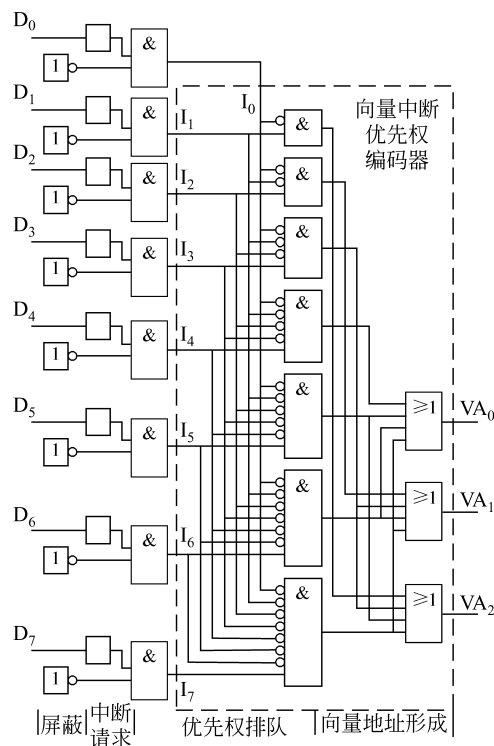 D₀
1
&
D₁
1
&
I₁
I₀
&
向量中断
优先权
编码器
D₂
1
&
I₂
&
D₃
1
&
I₃
&
D₄
1
&
I₄
&
D₅
1
&
I₅
&
≥1
VA₀
D₆
1
&
I₆
&
≥1
VA₁
D₇
1
&
I₇
&
≥1
VA₂
屏蔽
中断
请求
优先权排队
向量地址形成